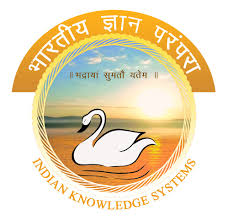 भारतीय ज्ञान परंपरा
॥ भद्रायां सुमतौ यतेम ॥
INDIAN KNOWLEDGE SYSTEMS